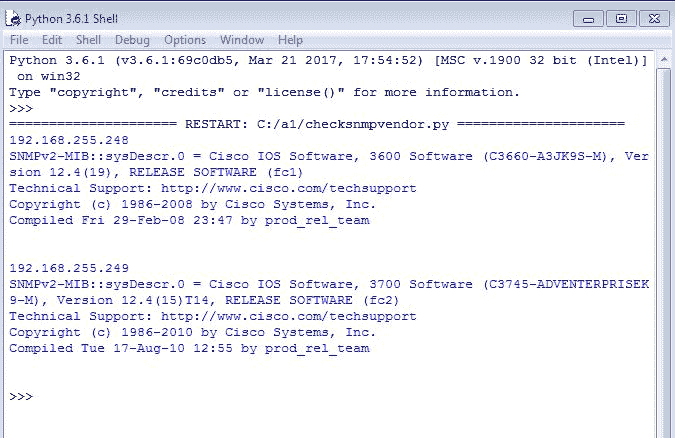 Python 3.6.1 Shell
File Edit Shell Debug Options Window Help
Python 3.6.1 (v3.6.1:69c0db5, Mar 21 2017, 17:54:52) [MSC v.1900 32 bit (Intel)]
 on win32
Type "copyright", "credits" or "license()" for more information.
>>>
===================== RESTART: C:/a1/checksnmpvendor.py =====================
192.168.255.248
SNMPv2-MIB::sysDescr.0 = Cisco IOS Software, 3600 Software (C3660-A3JK9S-M), Ver
sion 12.4(19), RELEASE SOFTWARE (fc1)
Technical Support: http://www.cisco.com/techsupport
Copyright (c) 1986-2008 by Cisco Systems, Inc.
Compiled Fri 29-Feb-08 23:47 by prod_rel_team
192.168.255.249
SNMPv2-MIB::sysDescr.0 = Cisco IOS Software, 3700 Software (C3745-ADVENTERPRISEK
9-M), Version 12.4(15)T14, RELEASE SOFTWARE (fc2)
Technical Support: http://www.cisco.com/techsupport
Copyright (c) 1986-2010 by Cisco Systems, Inc.
Compiled Tue 17-Aug-10 12:55 by prod_rel_team
>>>